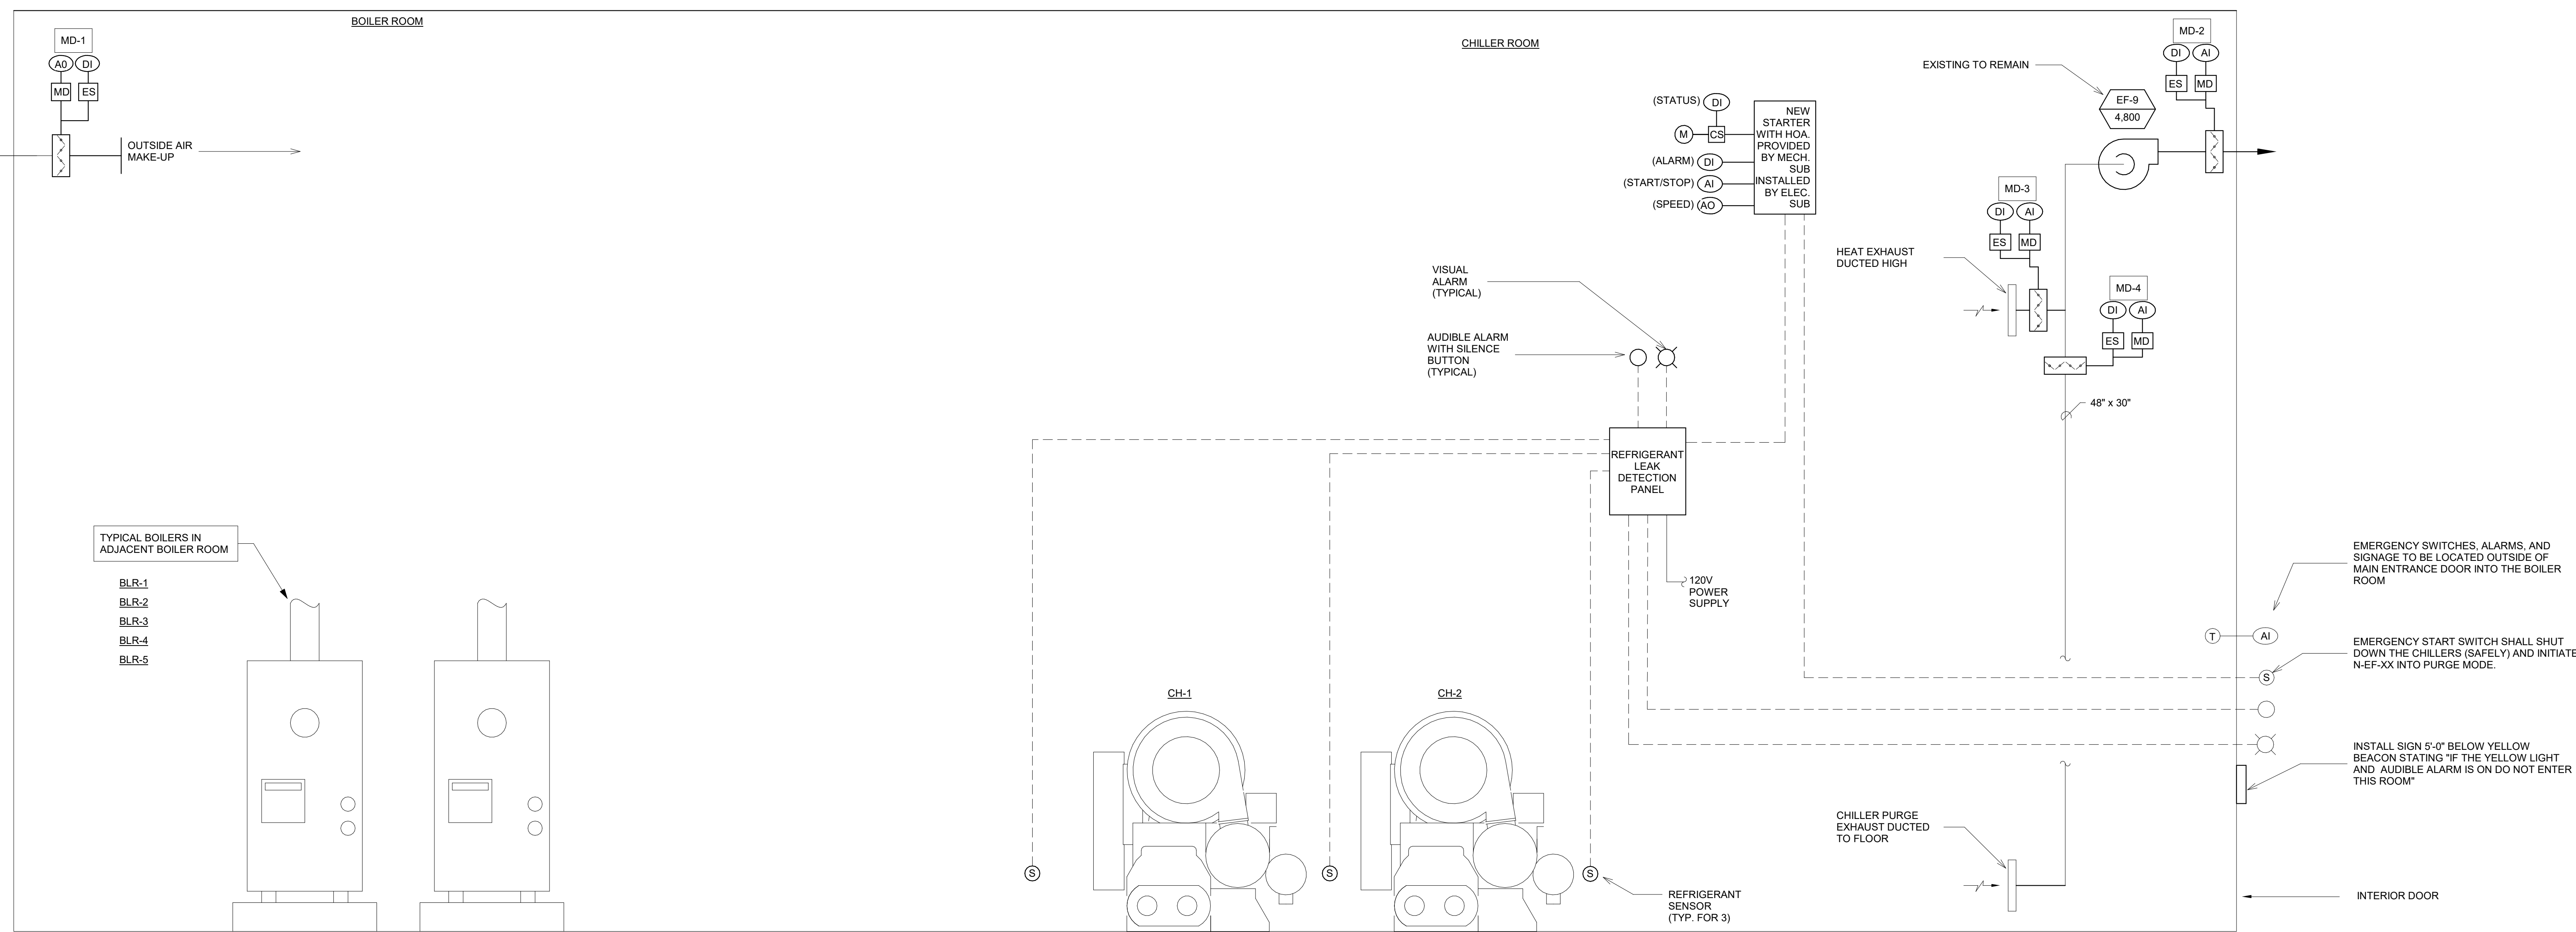 BOILER ROOM
MD-1
A0 DI
MD ES
OUTSIDE AIR
MAKE-UP
CHILLER ROOM
MD-2
DI AI
ES MD
EXISTING TO REMAIN
EF-9
4,800
(STATUS) DI
M CS
(ALARM) DI
(START/STOP) AI
(SPEED) AO
NEW
STARTER
WITH HOA.
PROVIDED
BY MECH.
SUB
INSTALLED
BY ELEC.
SUB
MD-3
DI AI
ES MD
HEAT EXHAUST
DUCTED HIGH
MD-4
DI AI
ES MD
48" x 30"
VISUAL
ALARM
(TYPICAL)
AUDIBLE ALARM
WITH SILENCE
BUTTON
(TYPICAL)
REFRIGERANT
LEAK
DETECTION
PANEL
120V
POWER
SUPPLY
TYPICAL BOILERS IN
ADJACENT BOILER ROOM
BLR-1
BLR-2
BLR-3
BLR-4
BLR-5
CH-1
CH-2
S
S
S
REFRIGERANT
SENSOR
(TYP. FOR 3)
CHILLER PURGE
EXHAUST DUCTED
TO FLOOR
EMERGENCY SWITCHES, ALARMS, AND
SIGNAGE TO BE LOCATED OUTSIDE OF
MAIN ENTRANCE DOOR INTO THE BOILER
ROOM
T AI
S
EMERGENCY START SWITCH SHALL SHUT
DOWN THE CHILLERS (SAFELY) AND INITIATE
N-EF-XX INTO PURGE MODE.
INSTALL SIGN 5'-0" BELOW YELLOW
BEACON STATING "IF THE YELLOW LIGHT
AND AUDIBLE ALARM IS ON DO NOT ENTER
THIS ROOM"
INTERIOR DOOR